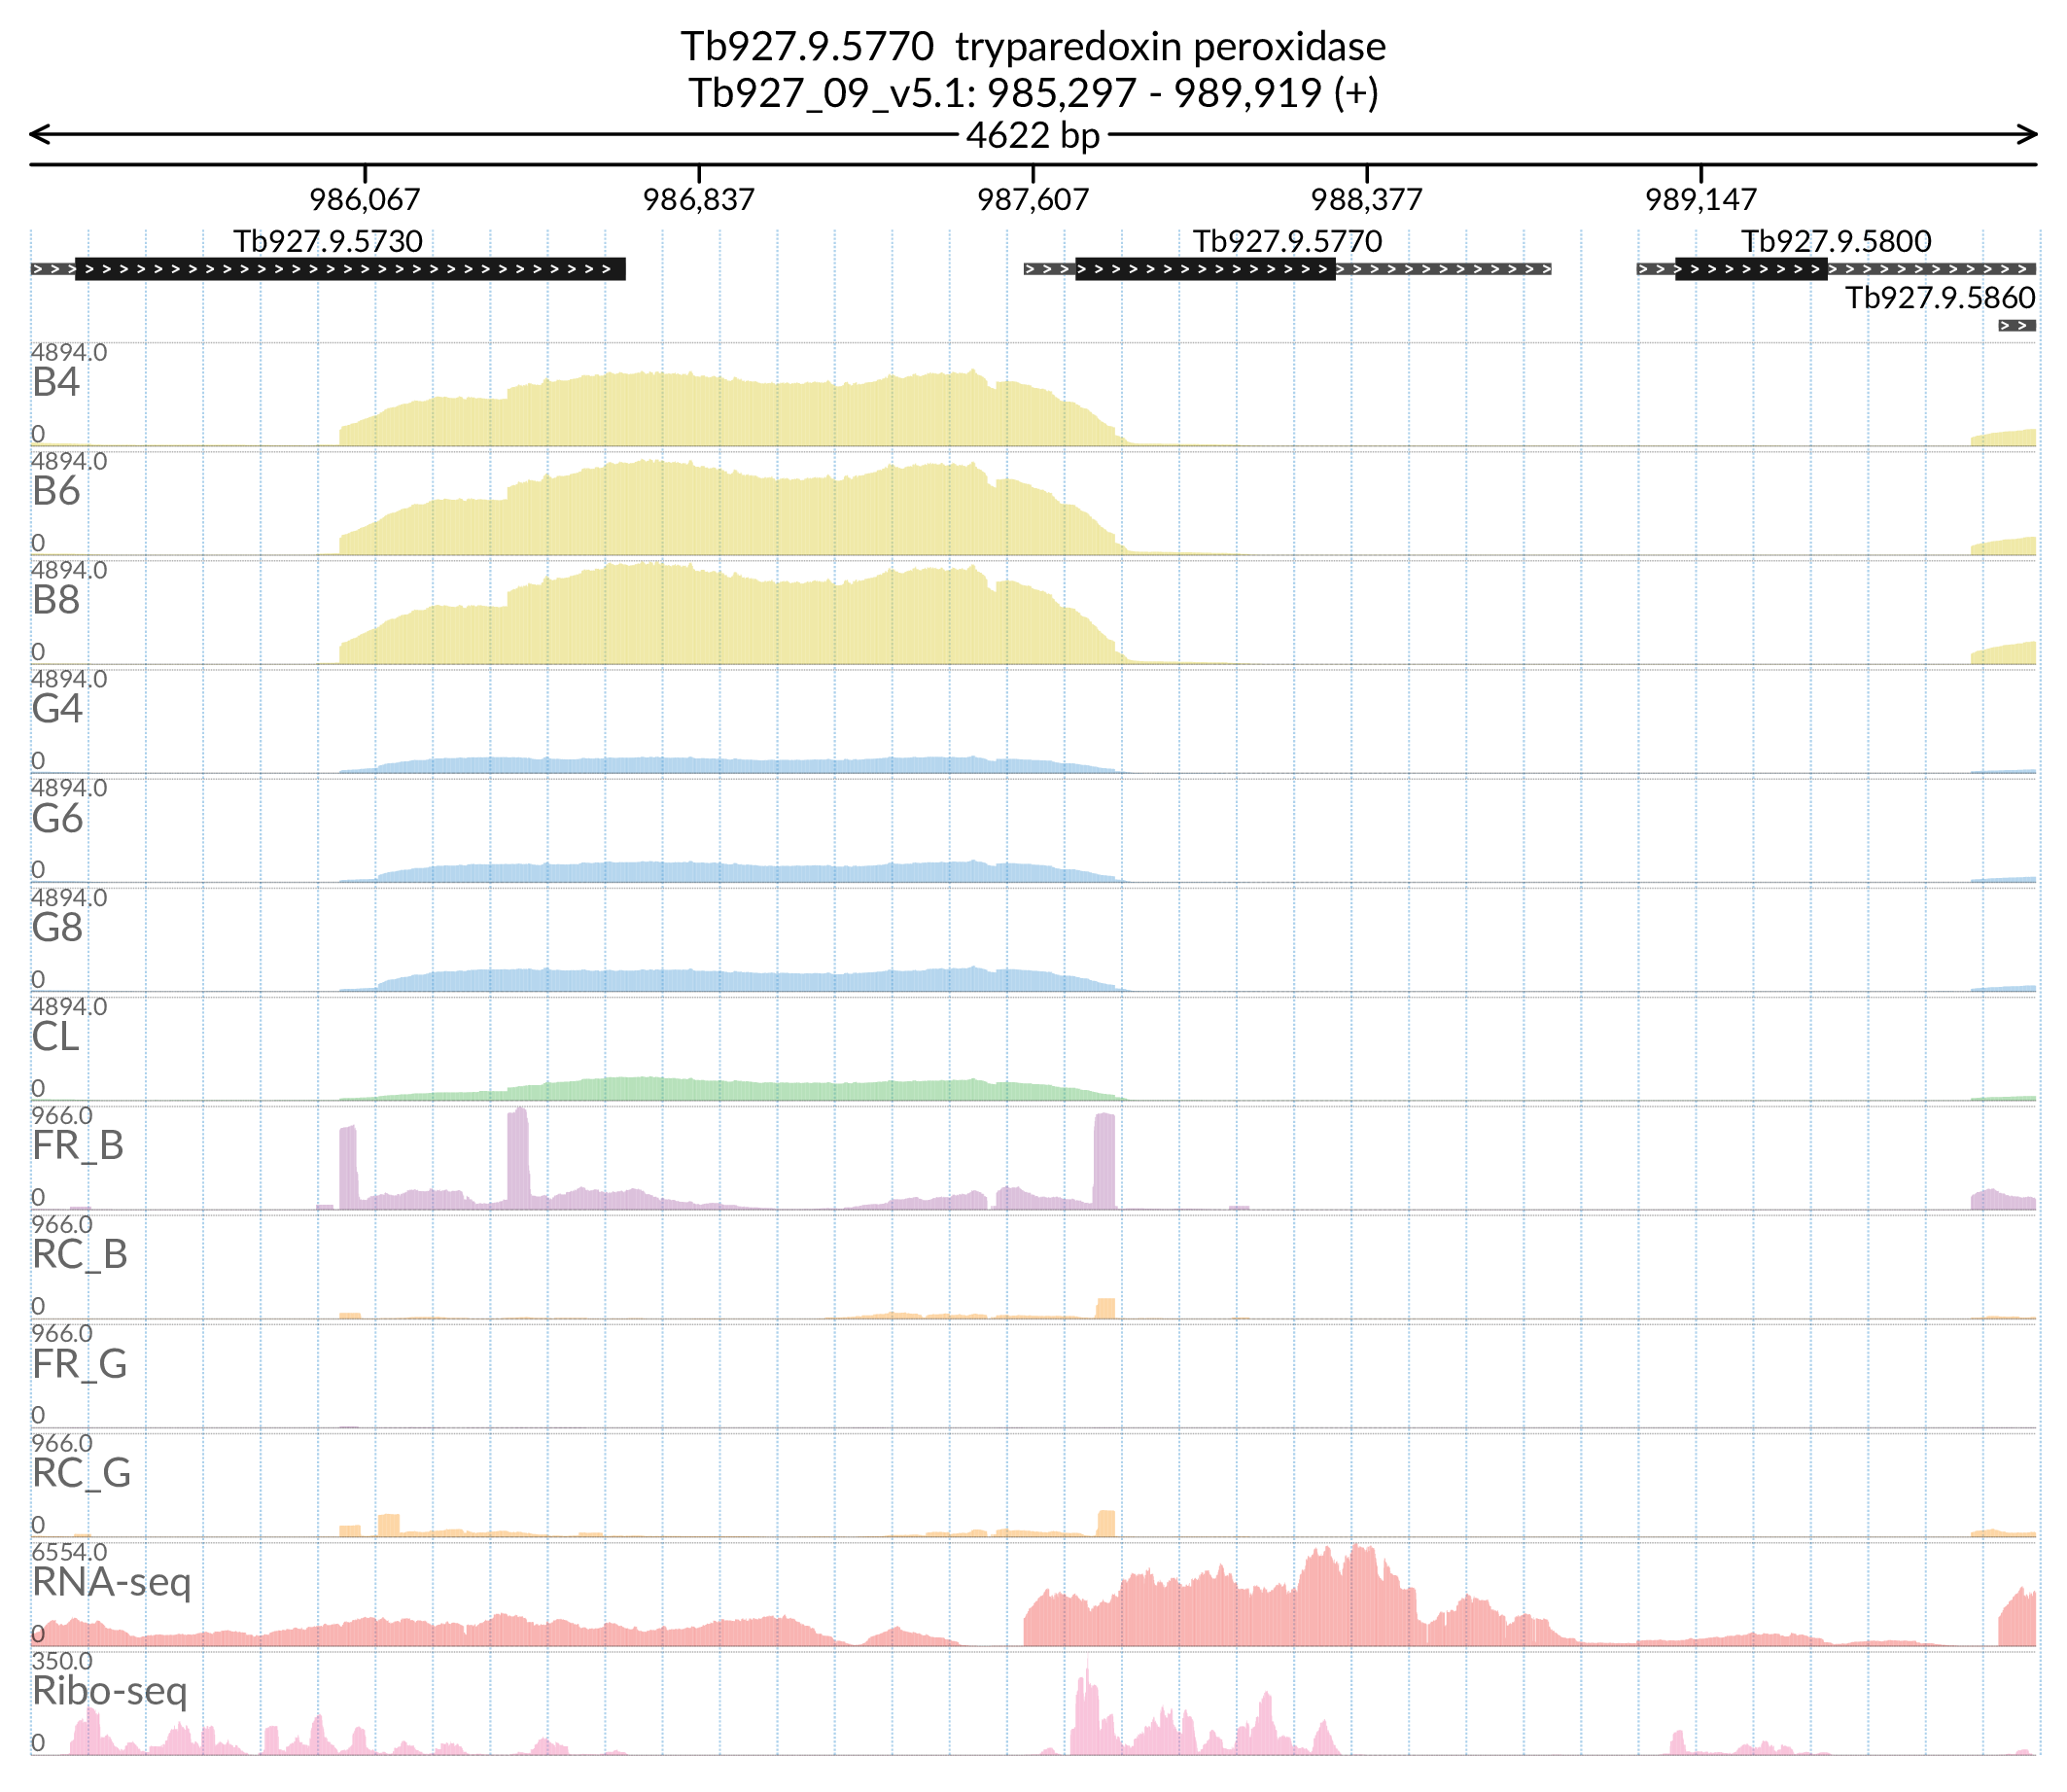 Tb927.9.5770 tryparedoxin peroxidase
Tb927_09_v5.1: 985,297 - 989,919 (+)
4622 bp
986,067 986,837 987,607 988,377 989,147
Tb927.9.5730 Tb927.9.5770 Tb927.9.5800
Tb927.9.5860
4894.0
B4
0
4894.0
B6
0
4894.0
B8
0
4894.0
G4
0
4894.0
G6
0
4894.0
G8
0
4894.0
CL
0
966.0
FR_B
0
966.0
RC_B
0
966.0
FR_G
0
966.0
RC_G
0
6554.0
RNA-seq
0
350.0
Ribo-seq
0